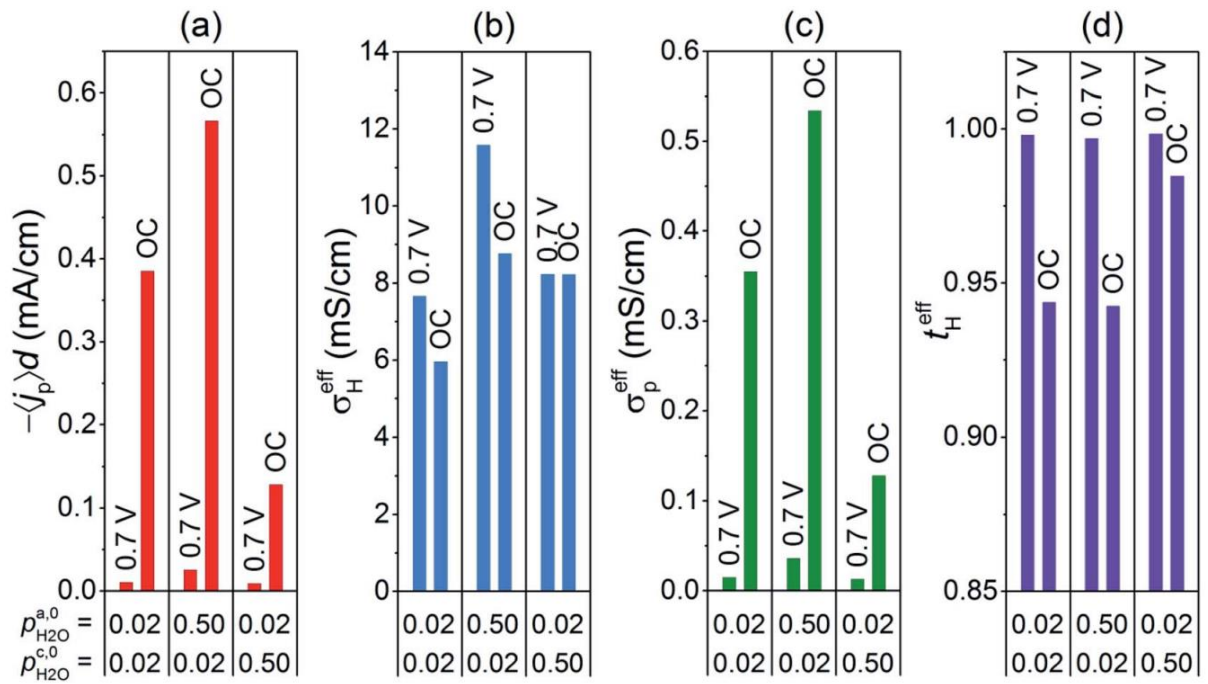 (a) (b) (c) (d)
−⟨j_p⟩d (mA/cm)
0.6
0.5
0.4
0.3
0.2
0.1
0.0
0.7 V
OC
0.7 V
OC
0.7 V
OC
σ_H^eff (mS/cm)
14
12
10
8
6
4
2
0
0.7 V
OC
0.7 V
OC
0.7 V
OC
σ_p^eff (mS/cm)
0.6
0.5
0.4
0.3
0.2
0.1
0.0
0.7 V
OC
0.7 V
OC
0.7 V
OC
t_H^eff
1.00
0.95
0.90
0.85
0.7 V
OC
0.7 V
OC
0.7 V
OC
p_H2O^a,0 = 0.02 0.50 0.02 0.02 0.50 0.02 0.02 0.50 0.02 0.02 0.50 0.02
p_H2O^c,0 = 0.02 0.02 0.50 0.02 0.02 0.50 0.02 0.02 0.50 0.02 0.02 0.50